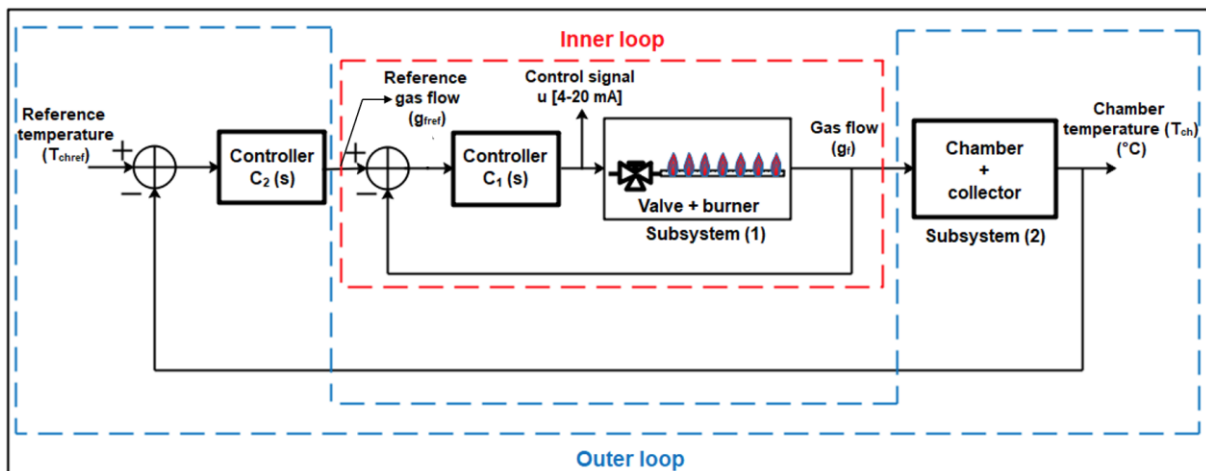 Inner loop
Reference
temperature
(Tchref)
+
−
Controller
C2 (s)
Reference
gas flow
(gfref)
+
−
Controller
C1 (s)
Control signal
u [4-20 mA]
Valve + burner
Subsystem (1)
Gas flow
(gf)
Chamber
+
collector
Subsystem (2)
Chamber
temperature (Tch)
(°C)
Outer loop